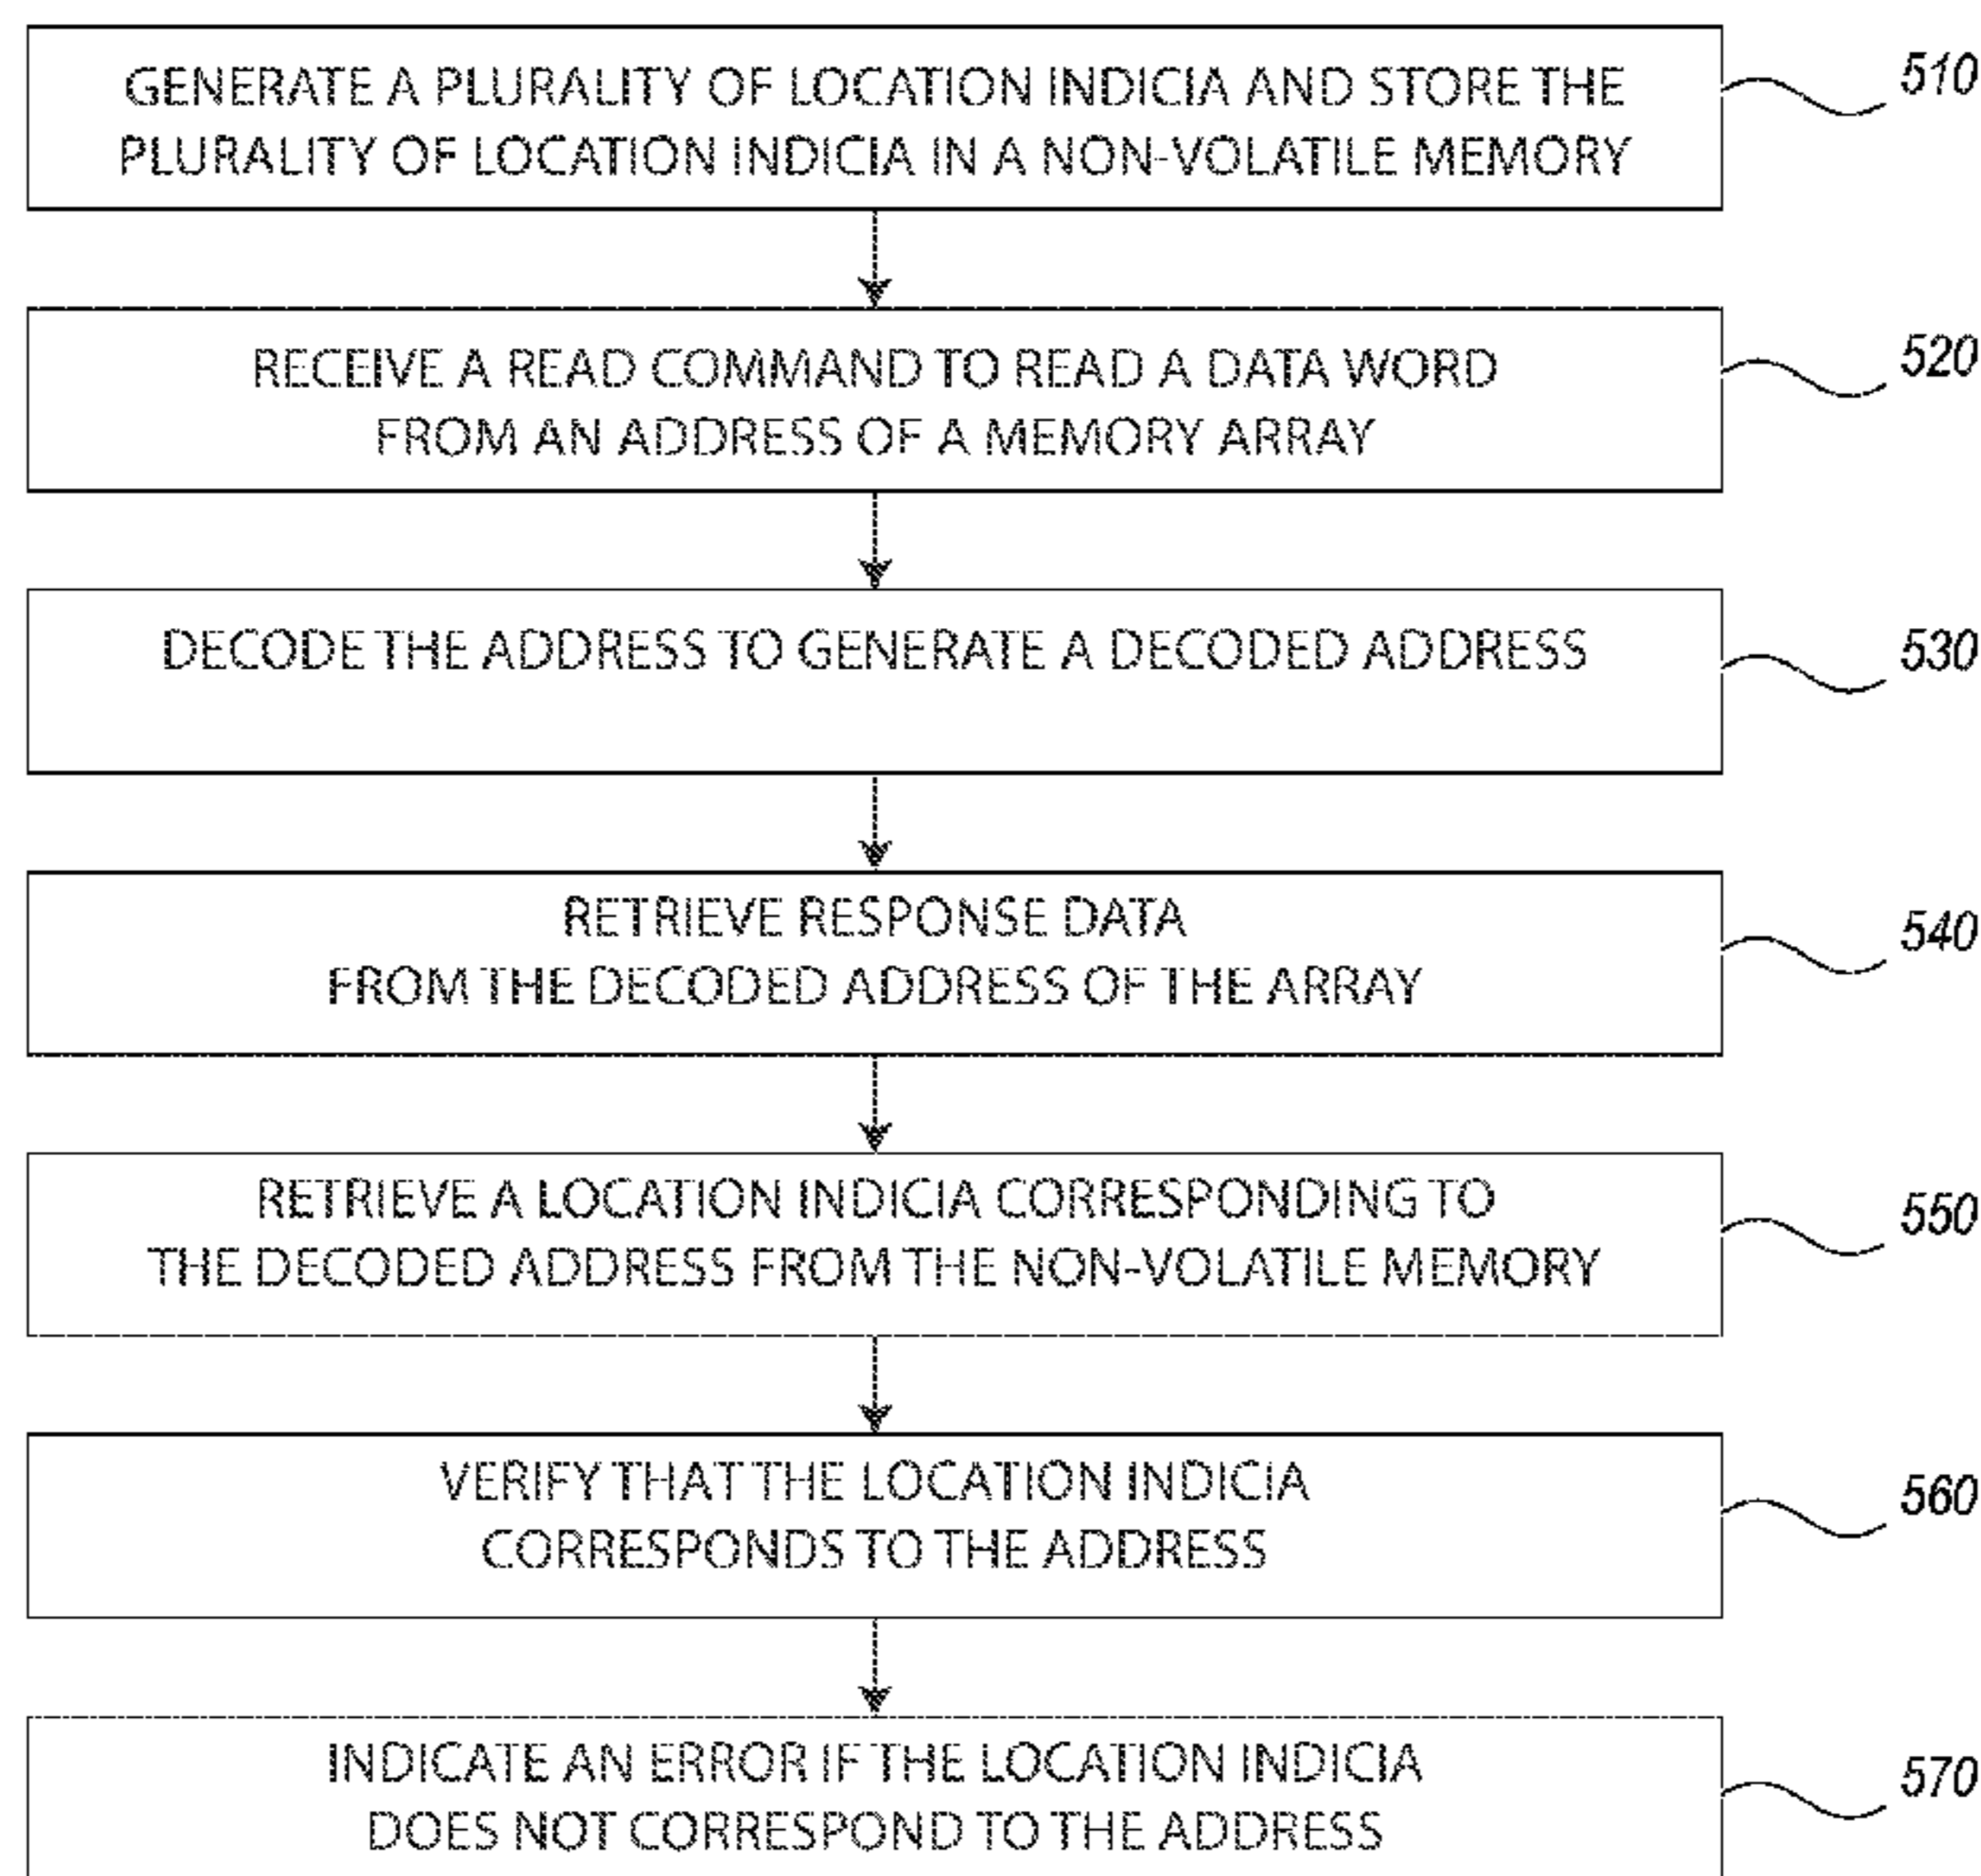 GENERATE A PLURALITY OF LOCATION INDICIA AND STORE THE
PLURALITY OF LOCATION INDICIA IN A NON-VOLATILE MEMORY
510
RECEIVE A READ COMMAND TO READ A DATA WORD
FROM AN ADDRESS OF A MEMORY ARRAY
520
DECODE THE ADDRESS TO GENERATE A DECODED ADDRESS
530
RETRIEVE RESPONSE DATA
FROM THE DECODED ADDRESS OF THE ARRAY
540
RETRIEVE A LOCATION INDICIA CORRESPONDING TO
THE DECODED ADDRESS FROM THE NON-VOLATILE MEMORY
550
VERIFY THAT THE LOCATION INDICIA
CORRESPONDS TO THE ADDRESS
560
INDICATE AN ERROR IF THE LOCATION INDICIA
DOES NOT CORRESPOND TO THE ADDRESS
570